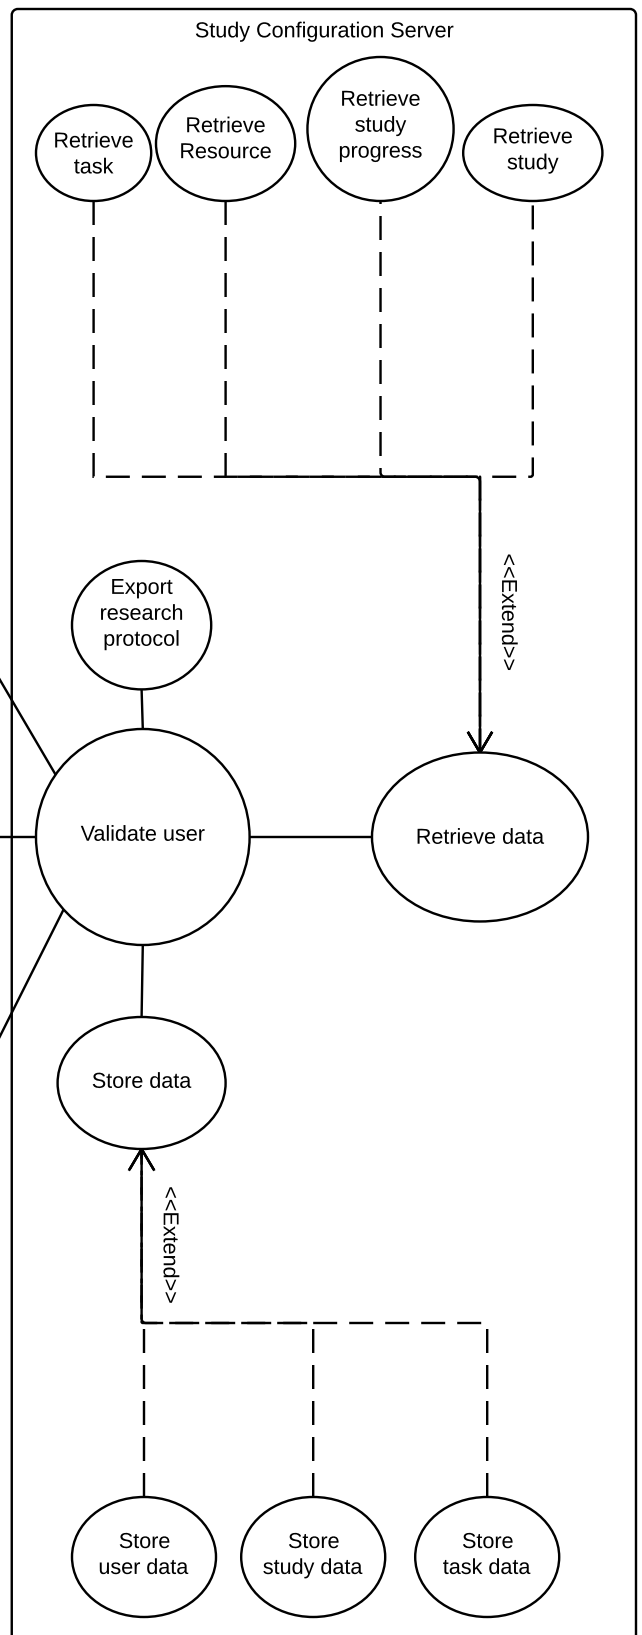 Study Configuration Server
Retrieve
task
Retrieve
Resource
Retrieve
study
progress
Retrieve
study
<<Extend>>
Export
research
protocol
Validate user
Retrieve data
Store data
<<Extend>>
Store
user data
Store
study data
Store
task data